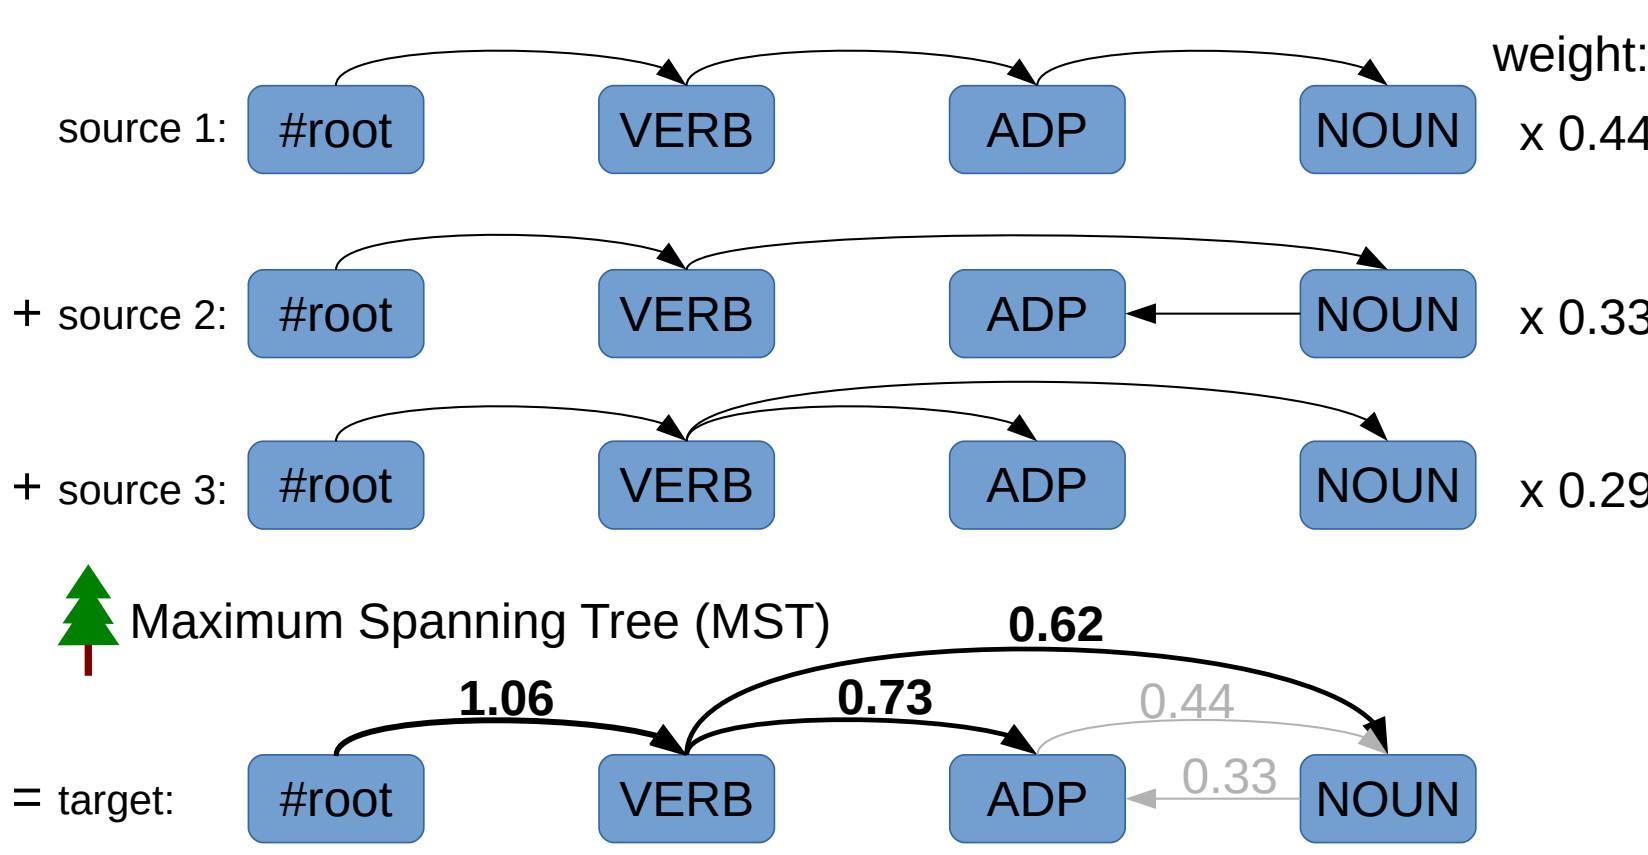 weight:
source 1: #root VERB ADP NOUN x 0.44
+ source 2: #root VERB ADP NOUN x 0.33
+ source 3: #root VERB ADP NOUN x 0.29
Maximum Spanning Tree (MST)
0.62
1.06 0.73 0.44
0.33
= target: #root VERB ADP NOUN